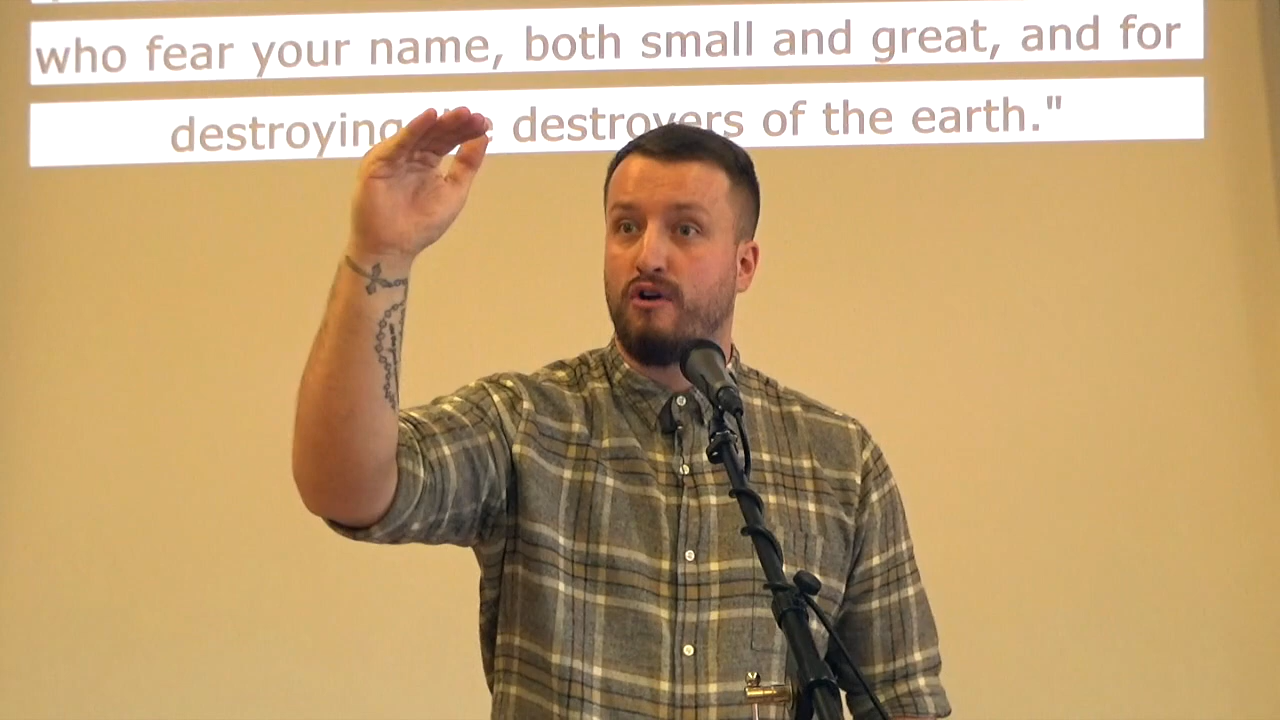 who fear your name, both small and great, and for
destroying destroyers of the earth."